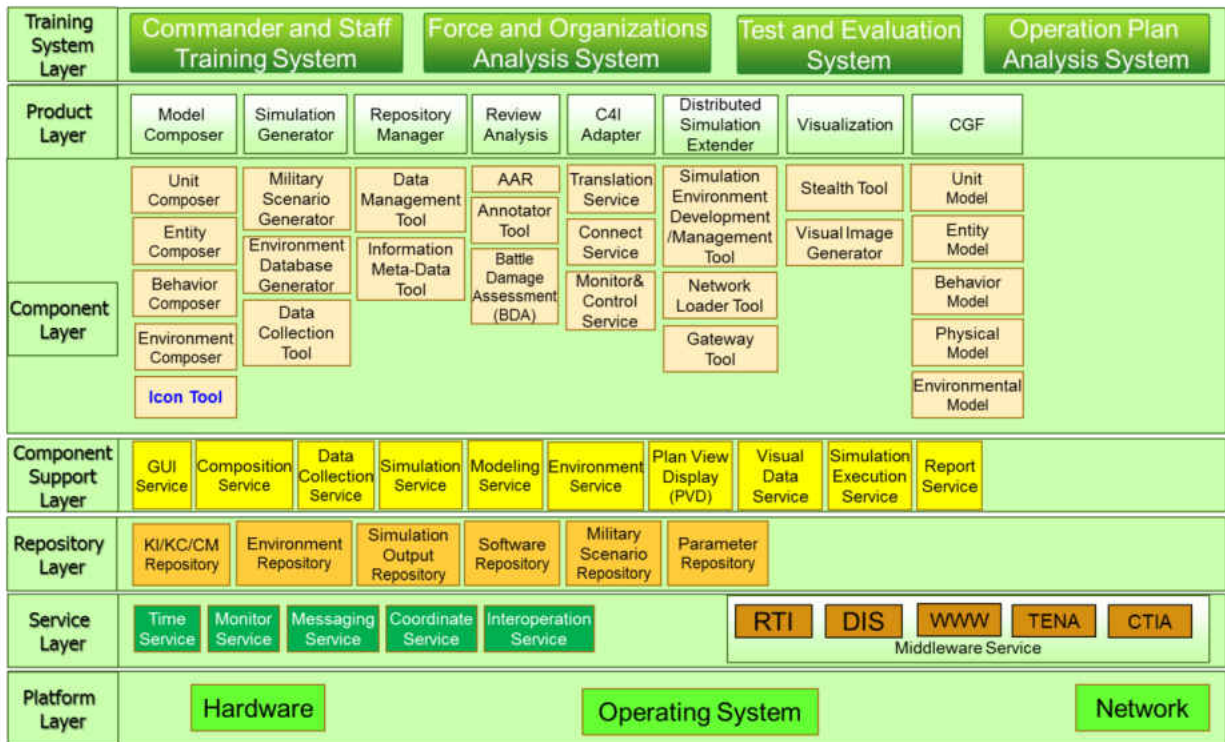 Training
System
Layer
Commander and Staff
Training System
Force and Organizations
Analysis System
Test and Evaluation
System
Operation Plan
Analysis System
Product
Layer
Model
Composer
Simulation
Generator
Repository
Manager
Review
Analysis
C4I
Adapter
Distributed
Simulation
Extender
Visualization
CGF
Component
Layer
Unit
Composer
Entity
Composer
Behavior
Composer
Environment
Composer
Icon Tool
Military
Scenario
Generator
Environment
Database
Generator
Data
Collection
Tool
Data
Management
Tool
Information
Meta-Data
Tool
AAR
Annotator
Tool
Battle
Damage
Assessment
(BDA)
Translation
Service
Connect
Service
Monitor&
Control
Service
Simulation
Environment
Development
/Management
Tool
Network
Loader Tool
Gateway
Tool
Stealth Tool
Visual Image
Generator
Unit
Model
Entity
Model
Behavior
Model
Physical
Model
Environmental
Model
Component
Support
Layer
GUI
Service
Composition
Service
Data
Collection
Service
Simulation
Service
Modeling
Service
Environment
Service
Plan View
Display
(PVD)
Visual
Data
Service
Simulation
Execution
Service
Report
Service
Repository
Layer
KI/KC/CM
Repository
Environment
Repository
Simulation
Output
Repository
Software
Repository
Military
Scenario
Repository
Parameter
Repository
Service
Layer
Time
Service
Monitor
Service
Messaging
Service
Coordinate
Service
Interoperation
Service
RTI
DIS
WWW
TENA
CTIA
Middleware Service
Platform
Layer
Hardware
Operating System
Network